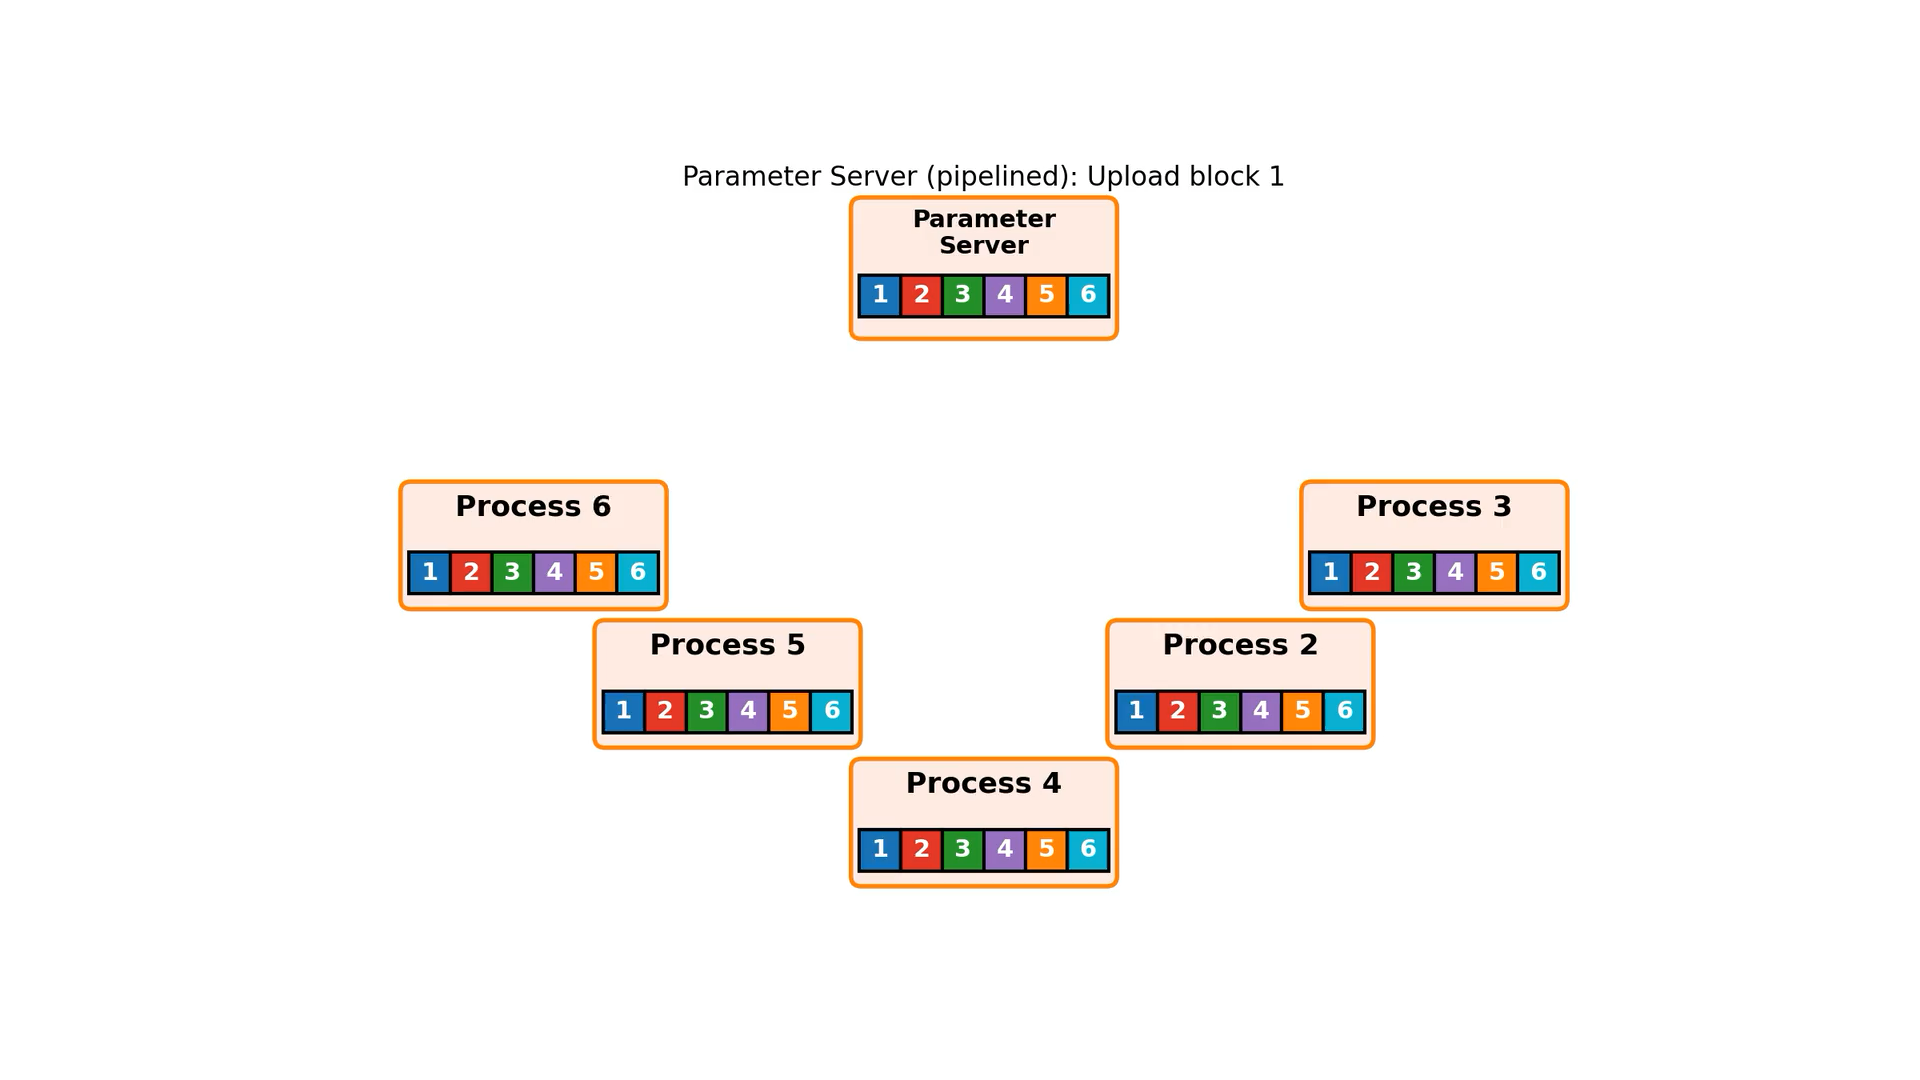 Parameter Server (pipelined): Upload block 1
Parameter
Server
1 2 3 4 5 6
Process 6
1 2 3 4 5 6
Process 3
1 2 3 4 5 6
Process 5
1 2 3 4 5 6
Process 2
1 2 3 4 5 6
Process 4
1 2 3 4 5 6